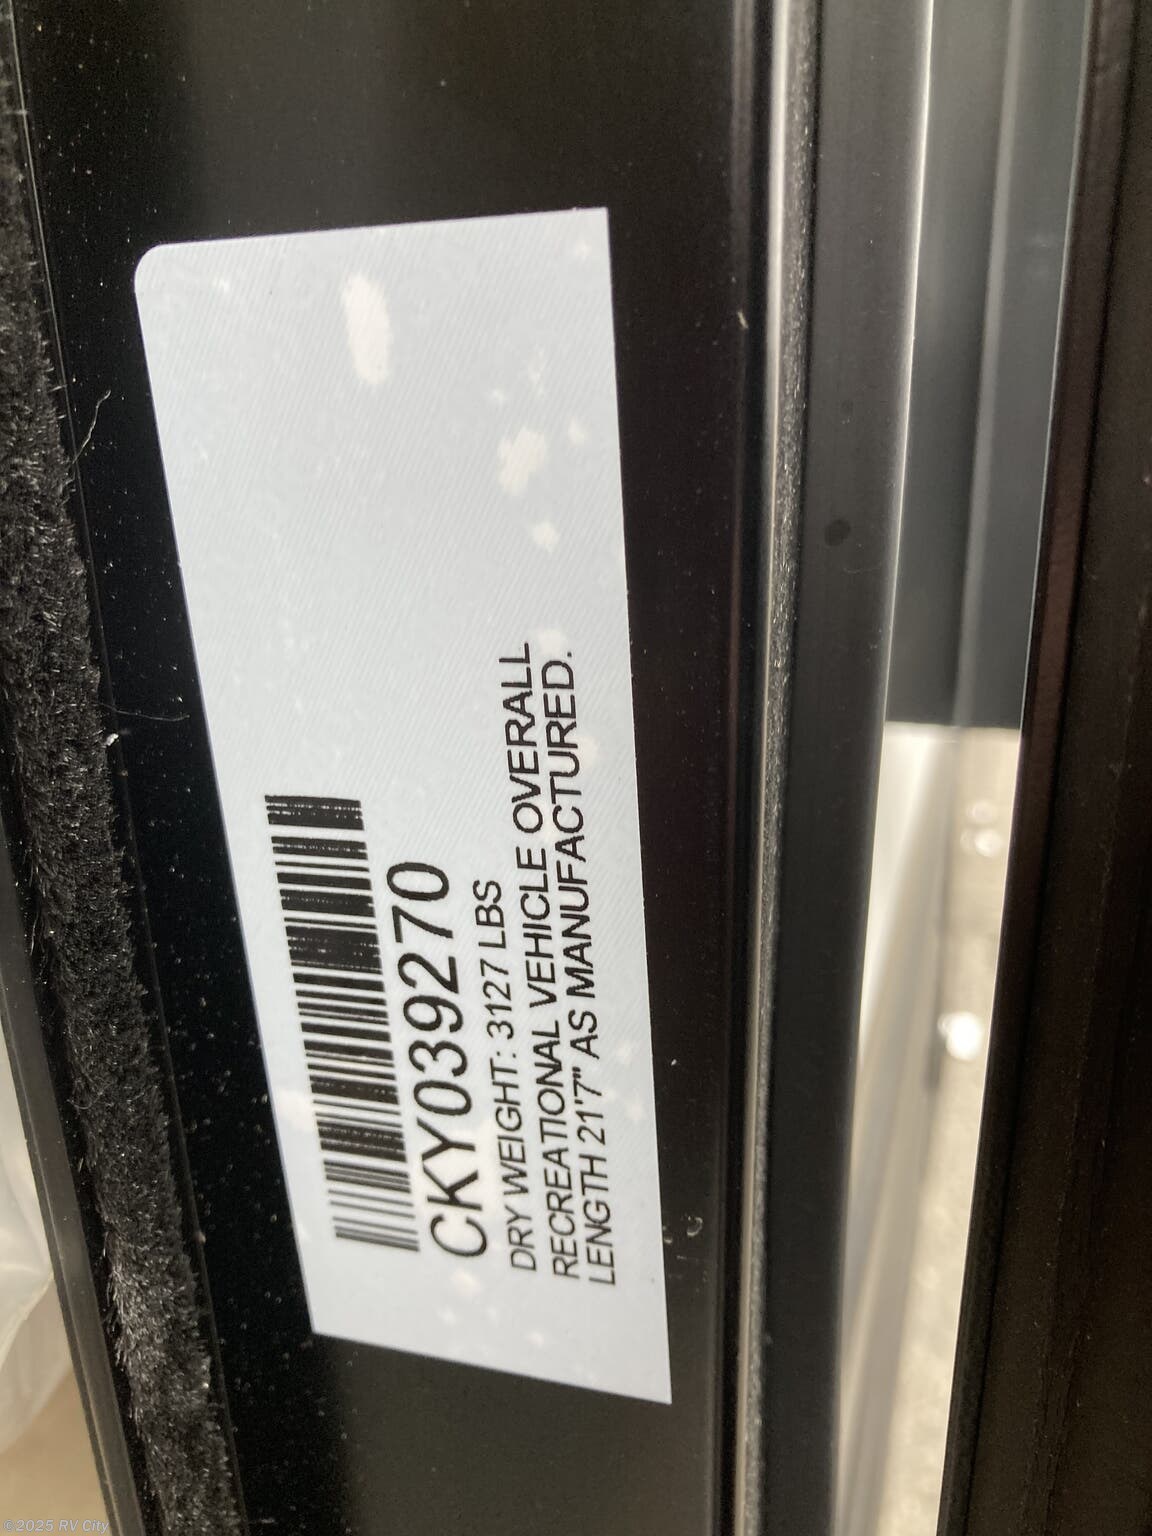 CKY039270
DRY WEIGHT: 3127 LBS
RECREATIONAL VEHICLE OVERALL
LENGTH 21'7" AS MANUFACTURED.
©2025 RV City